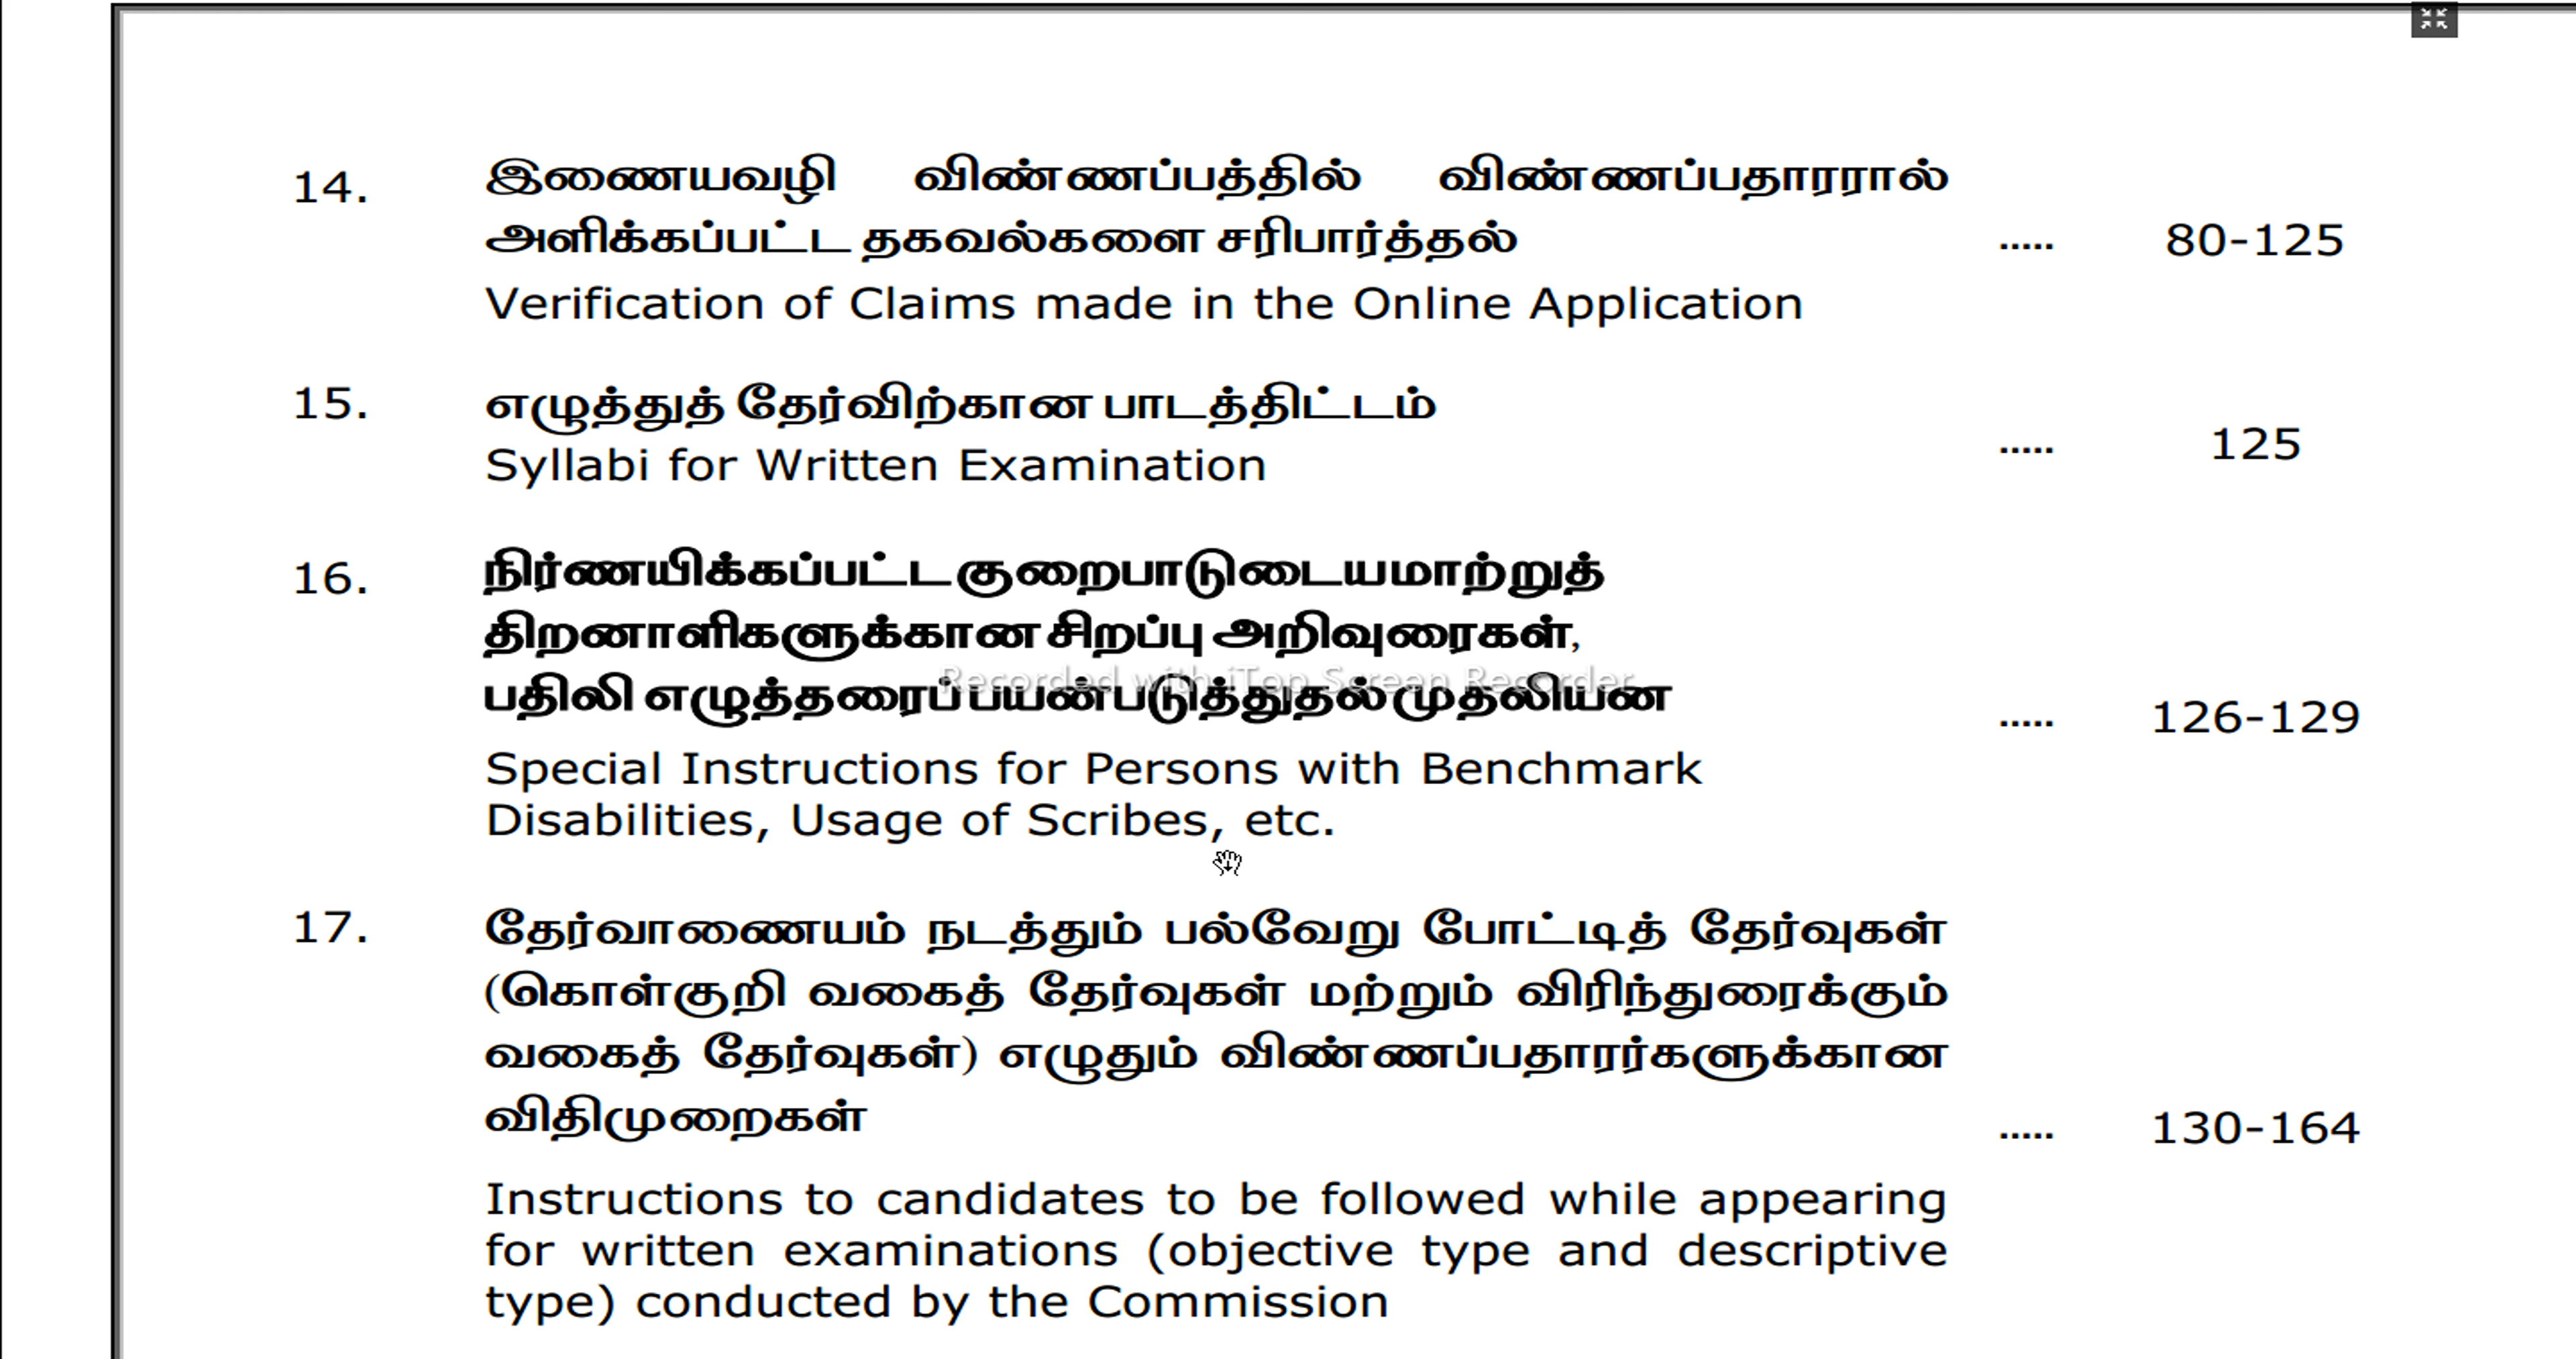 14. இணையவழி விண்ணப்பத்தில் விண்ணப்பதாரரால்
அளிக்கப்பட்ட தகவல்களை சரிபார்த்தல் ..... 80-125
Verification of Claims made in the Online Application
15. எழுத்துத் தேர்விற்கான பாடத்திட்டம்
..... 125
Syllabi for Written Examination
16. நிர்ணயிக்கப்பட்ட குறைபாடுடைய மாற்றுத்
திறனாளிகளுக்கான சிறப்பு அறிவுரைகள்,
Recorded with iTop Screen Recorder
பதிலி எழுத்தரைப் பயன்படுத்துதல் முதலியன ..... 126-129
Special Instructions for Persons with Benchmark
Disabilities, Usage of Scribes, etc.
17. தேர்வாணையம் நடத்தும் பல்வேறு போட்டித் தேர்வுகள்
(கொள்குறி வகைத் தேர்வுகள் மற்றும் விரிந்துரைக்கும்
வகைத் தேர்வுகள்) எழுதும் விண்ணப்பதாரர்களுக்கான
விதிமுறைகள் ..... 130-164
Instructions to candidates to be followed while appearing
for written examinations (objective type and descriptive
type) conducted by the Commission